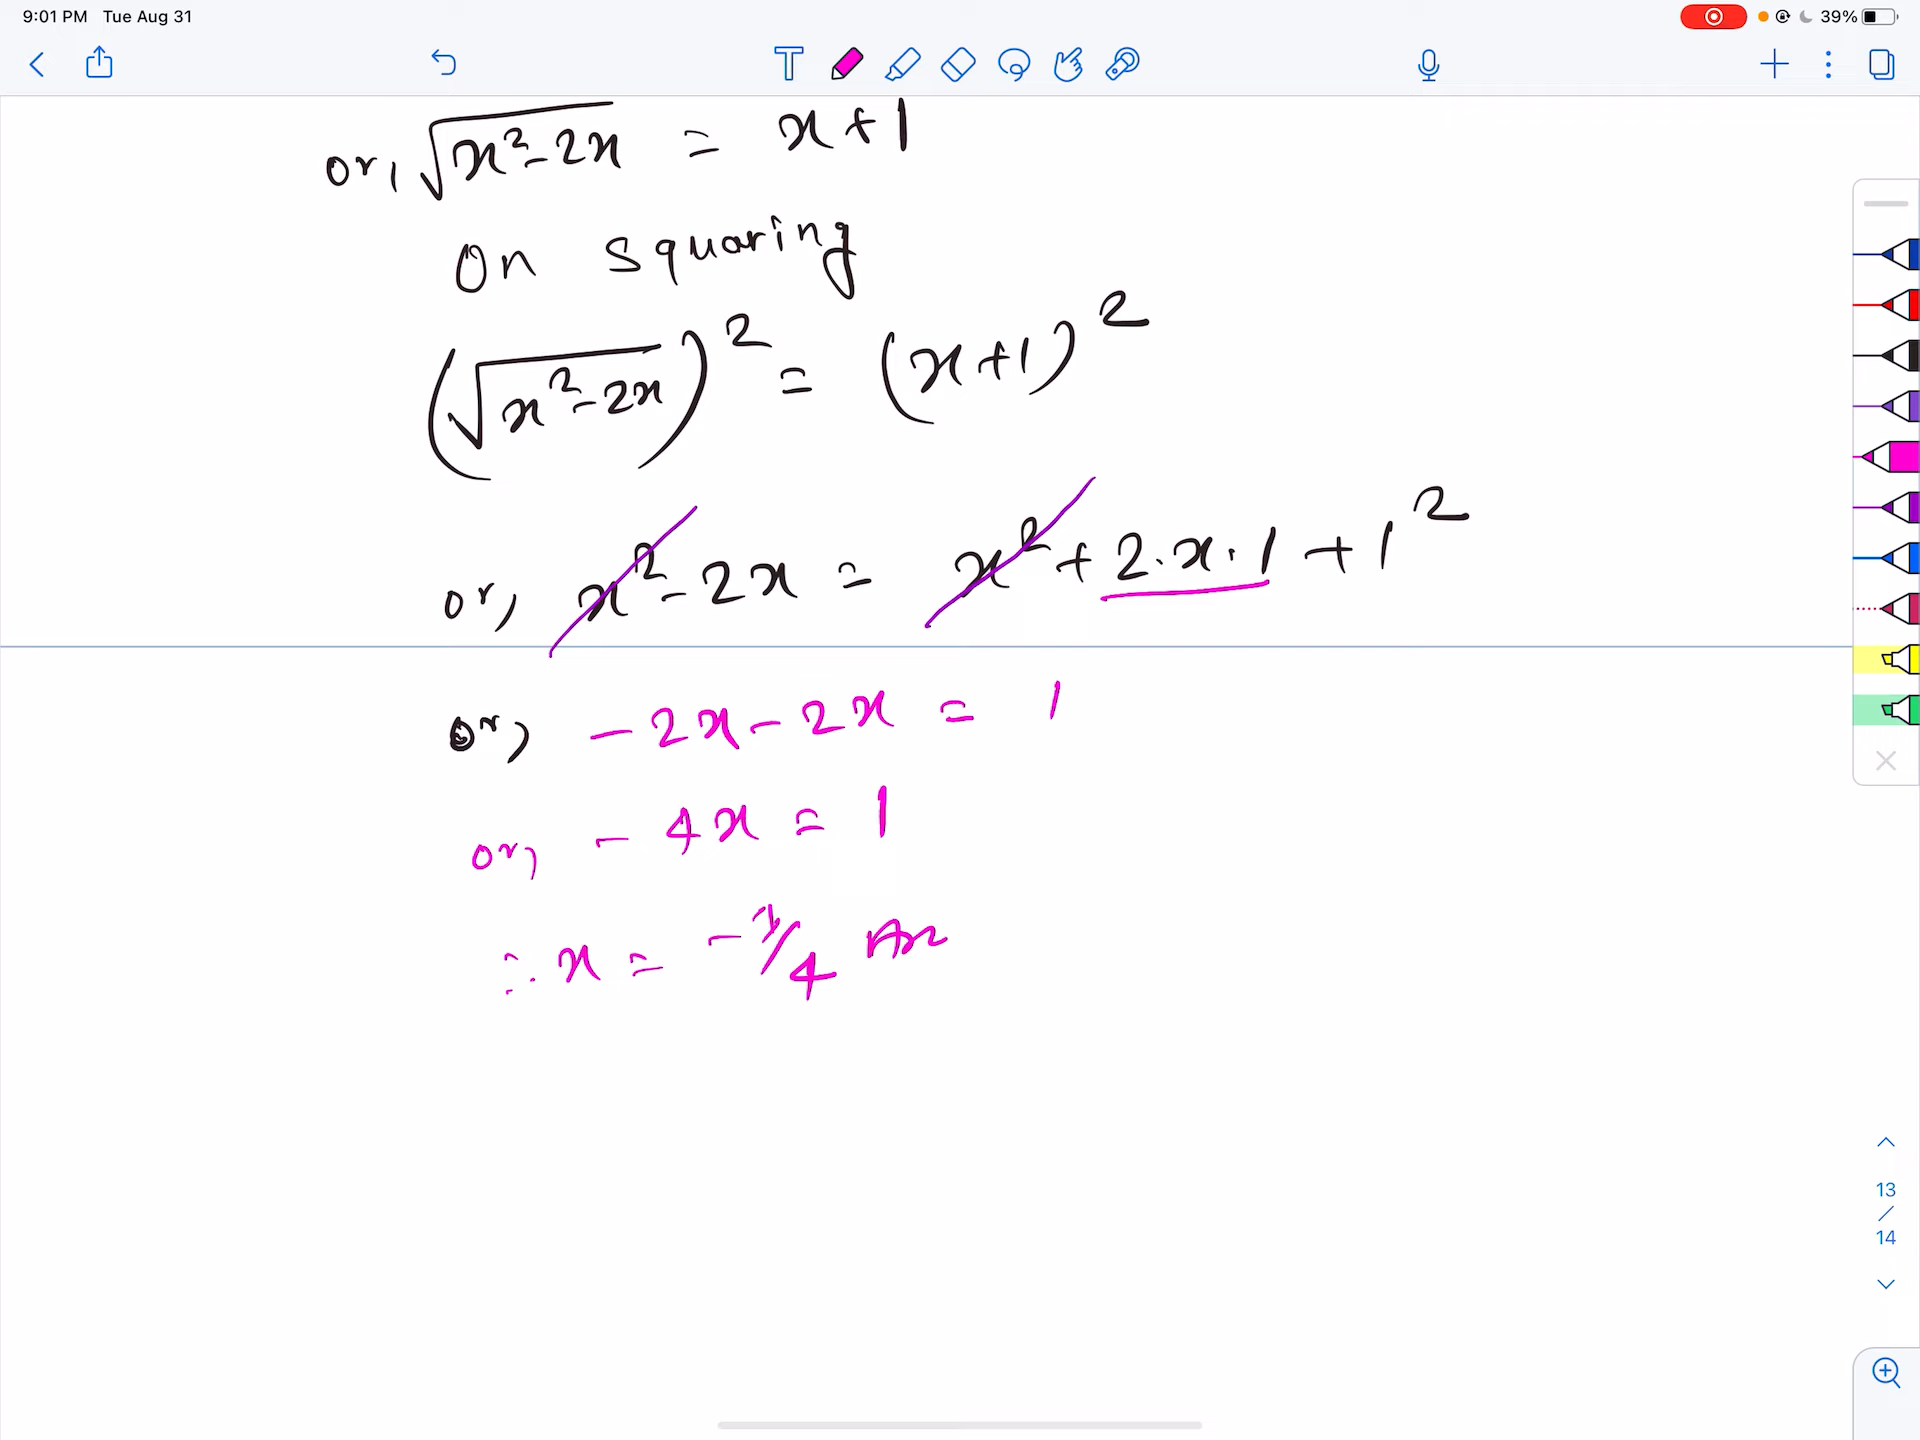 9:01 PM Tue Aug 31
39%
or, √(x²-2x) = x+1
On squaring
(√(x²-2x))² = (x+1)²
or, x²-2x = x²+2·x·1+1²
or, -2x-2x = 1
or, -4x = 1
∴ x = -1/4 Ans
13
/
14